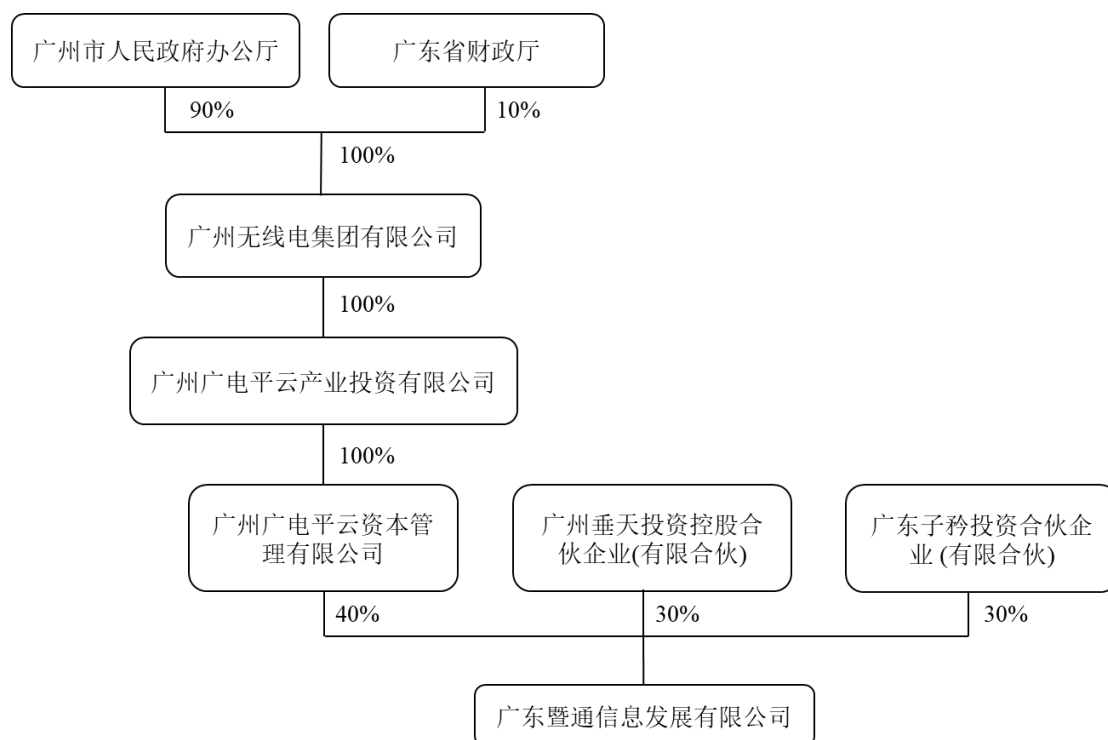 广州市人民政府办公厅
广东省财政厅
90%
10%
100%
广州无线电集团有限公司
100%
广州广电平云产业投资有限公司
100%
广州广电平云资本管
理有限公司
广州垂天投资控股合
伙企业(有限合伙)
广东子矜投资合伙企
业 (有限合伙)
40%
30%
30%
广东暨通信息发展有限公司